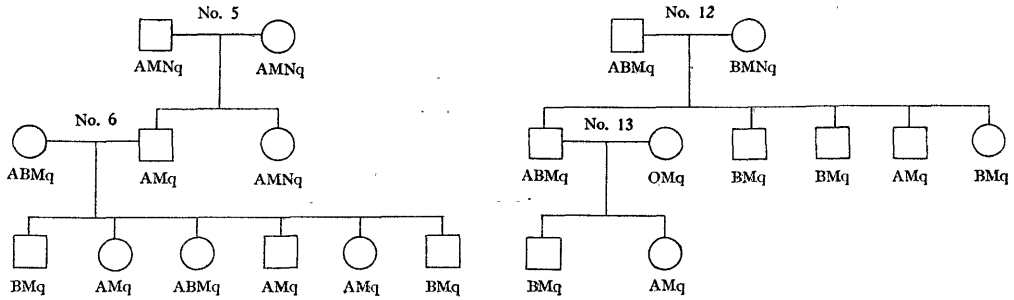 No. 5
AMNq AMNq
No. 6
ABMq AMq AMNq
BMq AMq ABMq AMq AMq BMq
No. 12
ABMq BMNq
No. 13
ABMq OMq BMq BMq AMq BMq
BMq AMq